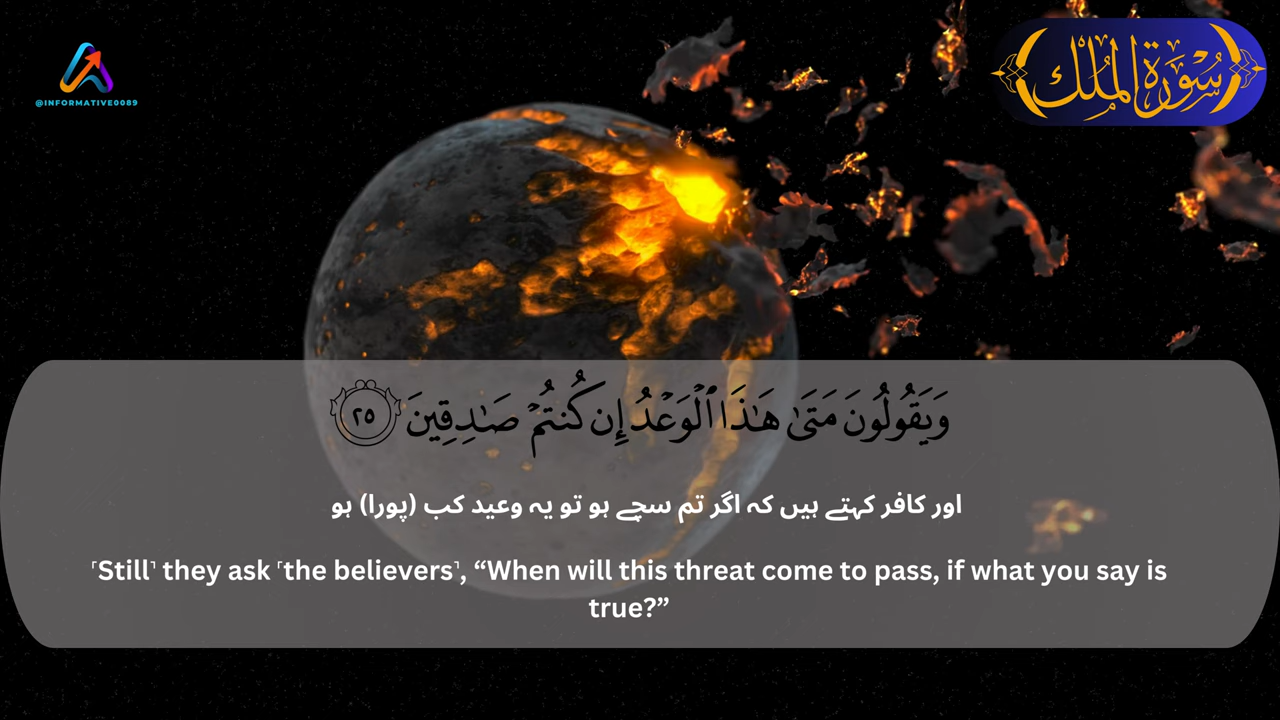 @INFORMATIVE0089
سُورَةُ الْمُلْكِ
وَيَقُولُونَ مَتَىٰ هَـٰذَا ٱلْوَعْدُ إِن كُنتُمْ صَـٰدِقِينَ ٢٥
اور کافر کہتے ہیں کہ اگر تم سچے ہو تو یہ وعید کب (پورا) ہو
˹Still˺ they ask ˹the believers˺, “When will this threat come to pass, if what you say is
true?”